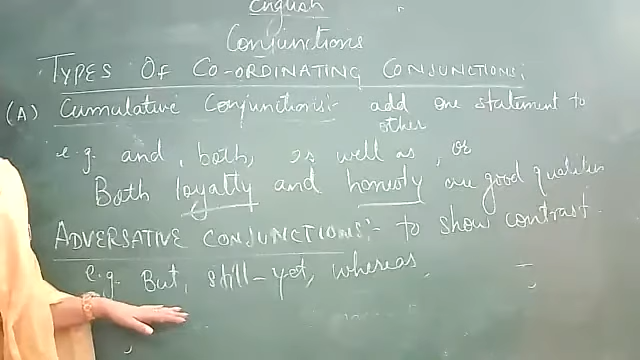 English
Conjunctions
TYPES OF CO-ORDINATING CONJUNCTIONS:
(A) Cumulative Conjunctions:- add one statement to
other
e.g. and, both, as well as, or
Both loyalty and honesty are good qualities
ADVERSATIVE CONJUNCTIONS:- to show contrast.
e.g. But, still-yet, whereas,